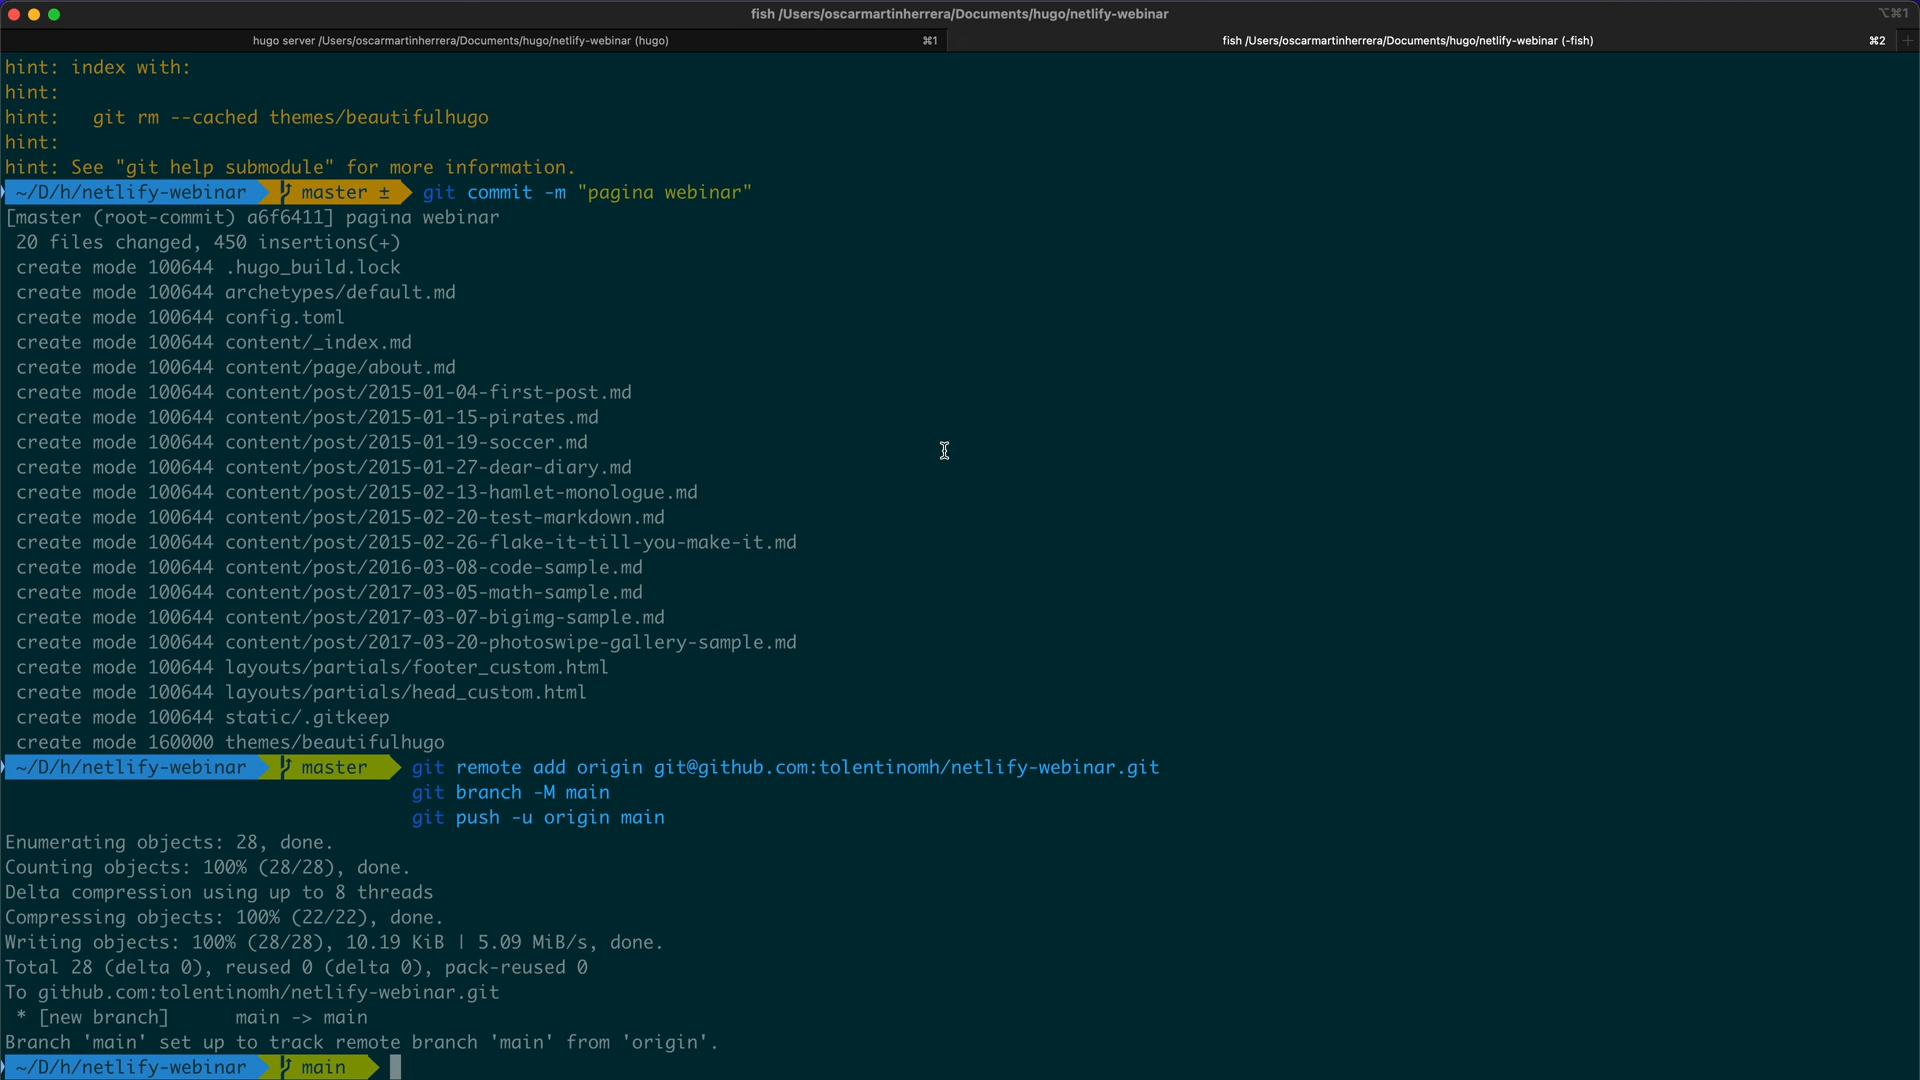 fish /Users/oscarmartinherrera/Documents/hugo/netlify-webinar
⌥⌘1
hugo server /Users/oscarmartinherrera/Documents/hugo/netlify-webinar (hugo)
⌘1
fish /Users/oscarmartinherrera/Documents/hugo/netlify-webinar (-fish)
⌘2
hint: index with:
hint:
hint:   git rm --cached themes/beautifulhugo
hint:
hint: See "git help submodule" for more information.
~/D/h/netlify-webinar master ± git commit -m "pagina webinar"
[master (root-commit) a6f6411] pagina webinar
20 files changed, 450 insertions(+)
create mode 100644 .hugo_build.lock
create mode 100644 archetypes/default.md
create mode 100644 config.toml
create mode 100644 content/_index.md
create mode 100644 content/page/about.md
create mode 100644 content/post/2015-01-04-first-post.md
create mode 100644 content/post/2015-01-15-pirates.md
create mode 100644 content/post/2015-01-19-soccer.md
create mode 100644 content/post/2015-01-27-dear-diary.md
create mode 100644 content/post/2015-02-13-hamlet-monologue.md
create mode 100644 content/post/2015-02-20-test-markdown.md
create mode 100644 content/post/2015-02-26-flake-it-till-you-make-it.md
create mode 100644 content/post/2016-03-08-code-sample.md
create mode 100644 content/post/2017-03-05-math-sample.md
create mode 100644 content/post/2017-03-07-bigimg-sample.md
create mode 100644 content/post/2017-03-20-photoswipe-gallery-sample.md
create mode 100644 layouts/partials/footer_custom.html
create mode 100644 layouts/partials/head_custom.html
create mode 100644 static/.gitkeep
create mode 160000 themes/beautifulhugo
~/D/h/netlify-webinar master git remote add origin git@github.com:tolentinomh/netlify-webinar.git
git branch -M main
git push -u origin main
Enumerating objects: 28, done.
Counting objects: 100% (28/28), done.
Delta compression using up to 8 threads
Compressing objects: 100% (22/22), done.
Writing objects: 100% (28/28), 10.19 KiB | 5.09 MiB/s, done.
Total 28 (delta 0), reused 0 (delta 0), pack-reused 0
To github.com:tolentinomh/netlify-webinar.git
* [new branch]      main -> main
Branch 'main' set up to track remote branch 'main' from 'origin'.
~/D/h/netlify-webinar main